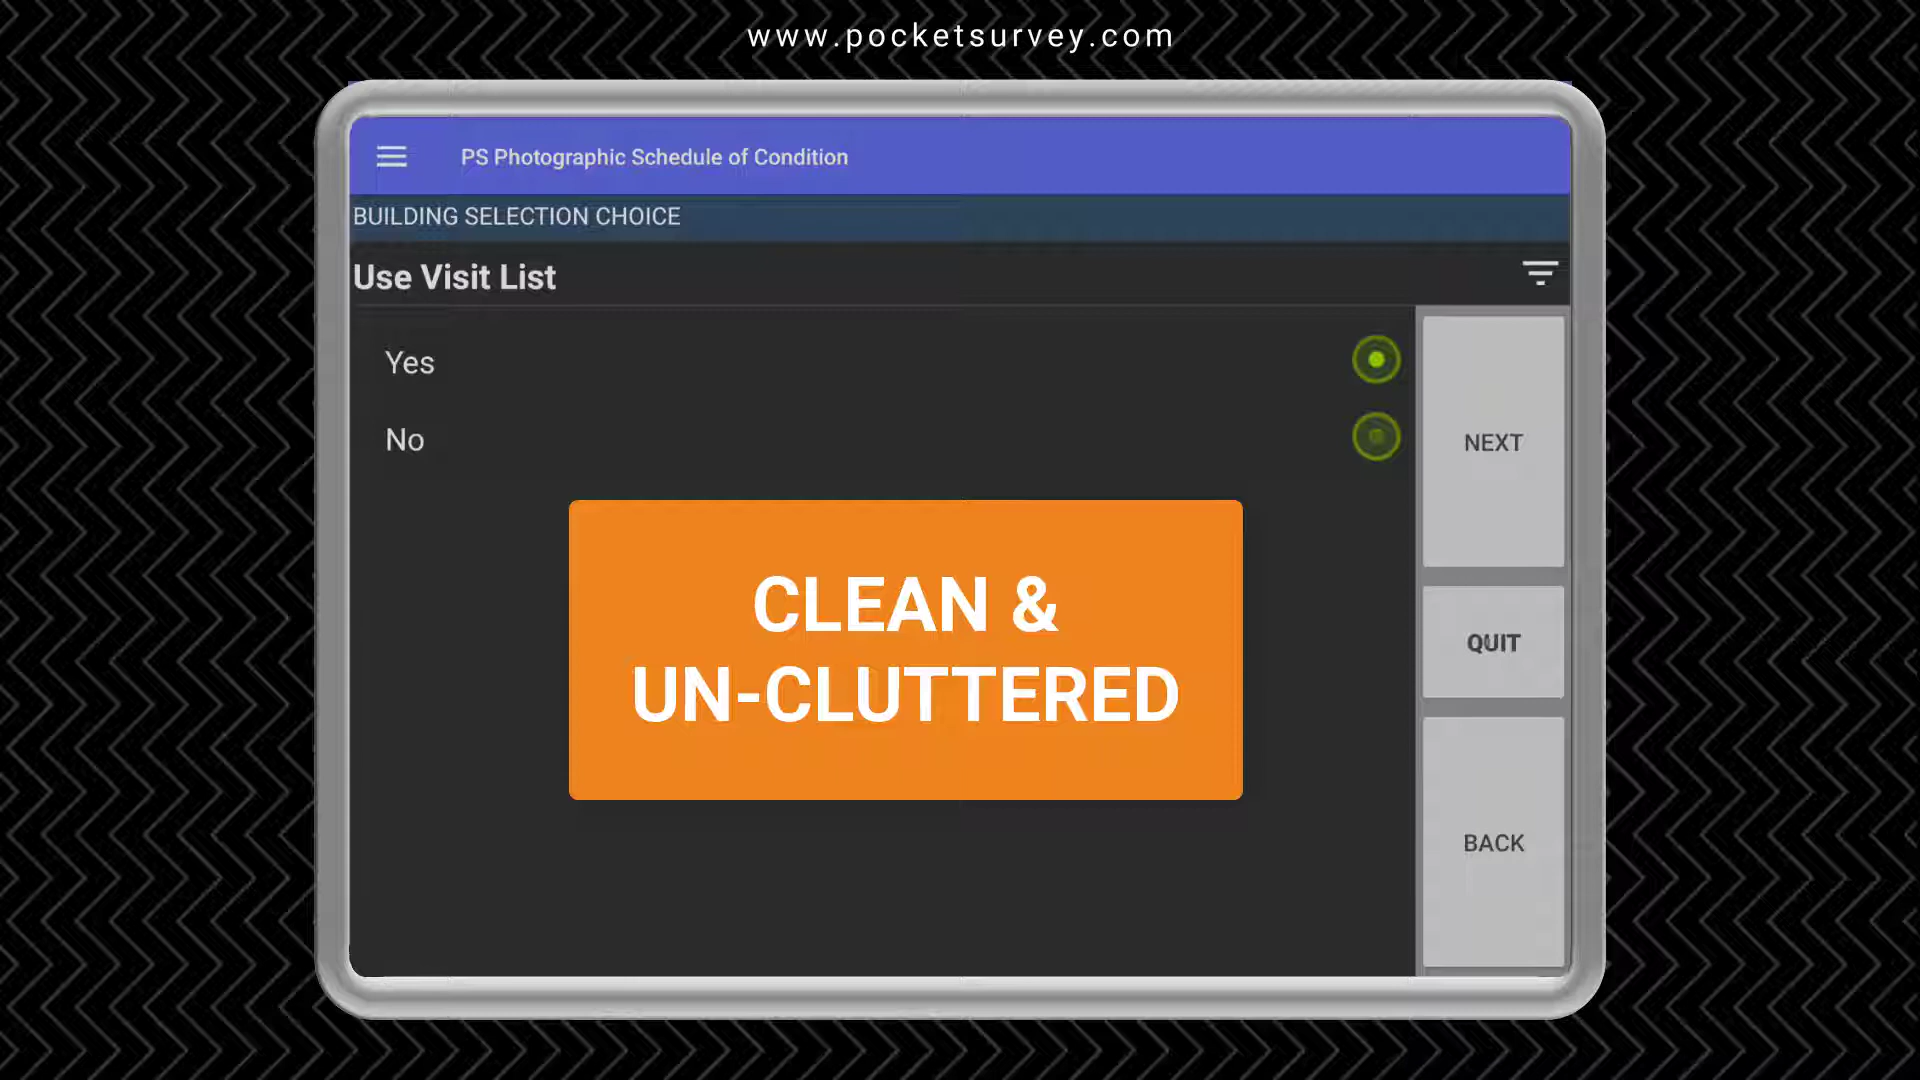 www.pocketsurvey.com
PS Photographic Schedule of Condition
BUILDING SELECTION CHOICE
Use Visit List
Yes
No
NEXT
CLEAN &
UN-CLUTTERED
QUIT
BACK